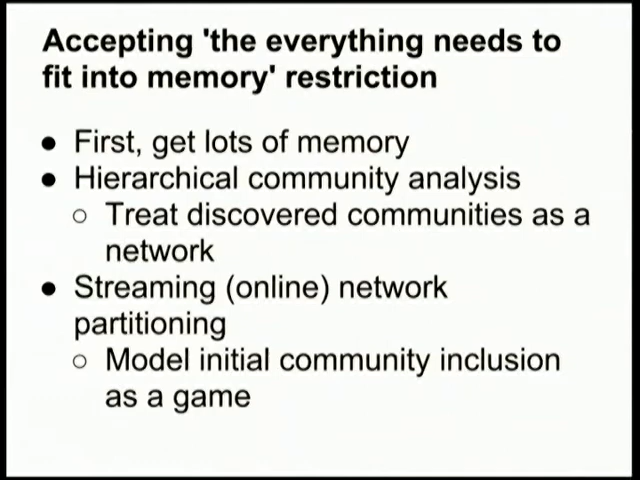 Accepting 'the everything needs to
fit into memory' restriction
● First, get lots of memory
● Hierarchical community analysis
○ Treat discovered communities as a
network
● Streaming (online) network
partitioning
○ Model initial community inclusion
as a game